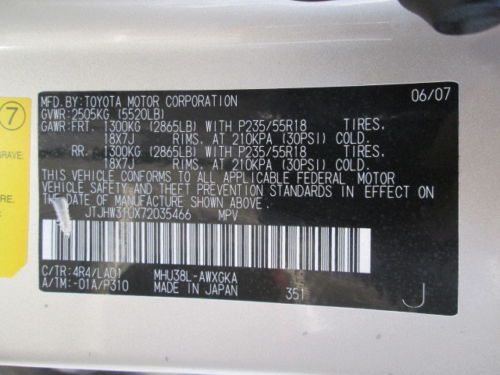 MFD.BY:TOYOTA MOTOR CORPORATION 06/07
GVWR:2505KG (5520LB)
GAWR:FRT. 1300KG (2865LB) WITH P235/55R18 TIRES.
18X7J RIMS. AT 210KPA (30PSI) COLD.
RR. 1300KG (2865LB) WITH P235/55R18 TIRES.
18X7J RIMS. AT 210KPA (30PSI) COLD.
THIS VEHICLE CONFORMS TO ALL APPLICABLE FEDERAL MOTOR
VEHICLE SAFETY AND THEFT PREVENTION STANDARDS IN EFFECT ON
THE DATE OF MANUFACTURE SHOWN ABOVE.
JTJHW31UX72035466 MPV
C/TR:4R4/LA01 MHU38L-AWXGKA
A/TM:-01A/P310 MADE IN JAPAN 351 J
7
GRAVE: